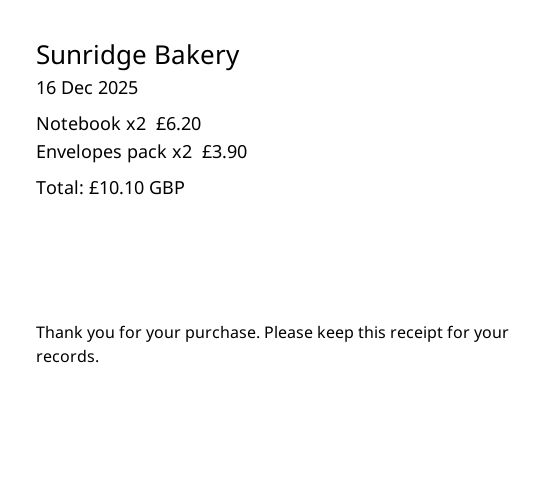 Sunridge Bakery
16 Dec 2025
Notebook x2  £6.20
Envelopes pack x2  £3.90
Total: £10.10 GBP
Thank you for your purchase. Please keep this receipt for your
records.